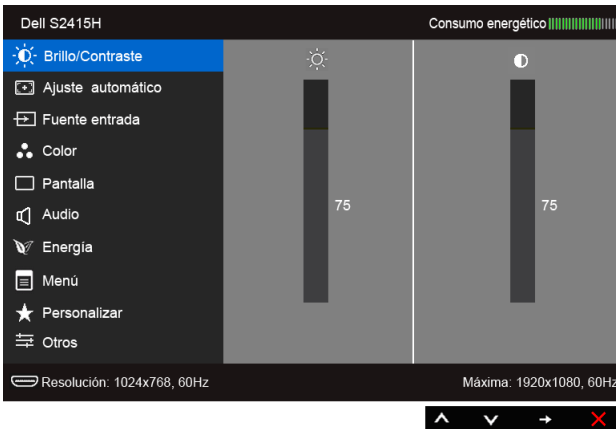 Dell S2415H
Consumo energético
Brillo/Contraste
Ajuste automático
Fuente entrada
Color
Pantalla
Audio
Energía
Menú
Personalizar
Otros
75
75
Resolución: 1024x768, 60Hz
Máxima: 1920x1080, 60Hz